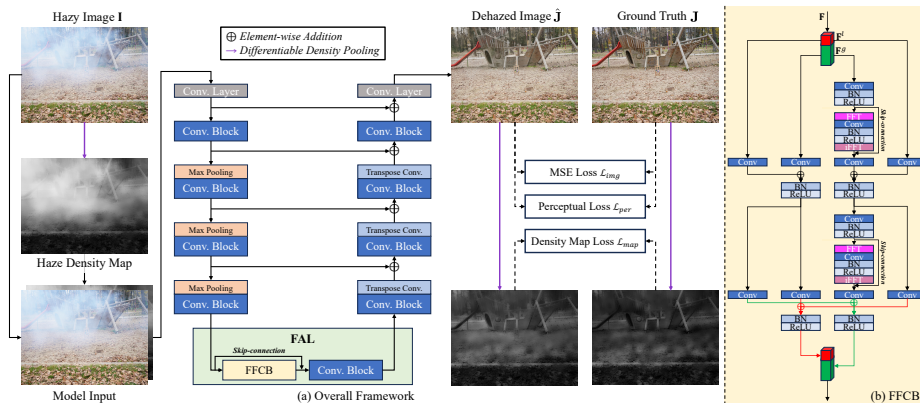 Hazy Image I
Haze Density Map
Model Input
⊕ Element-wise Addition
→ Differentiable Density Pooling
Conv. Layer
Conv. Block
Max Pooling
Conv. Block
Max Pooling
Conv. Block
Max Pooling
Conv. Block
FAL
Skip-connection
FFCB
Conv. Block
Conv. Layer
Conv. Block
Transpose Conv.
Conv. Block
Transpose Conv.
Conv. Block
Transpose Conv.
Conv. Block
(a) Overall Framework
Dehazed Image Ĵ
Ground Truth J
MSE Loss ℒ_img
Perceptual Loss ℒ_per
Density Map Loss ℒ_map
F
F^l
F^g
Conv
BN
ReLU
FFT
Conv
BN
ReLU
iFFT
Skip-connection
Conv
Conv
Conv
Conv
BN
ReLU
BN
ReLU
Conv
BN
ReLU
FFT
Conv
BN
ReLU
iFFT
Skip-connection
Conv
Conv
Conv
Conv
BN
ReLU
BN
ReLU
(b) FFCB